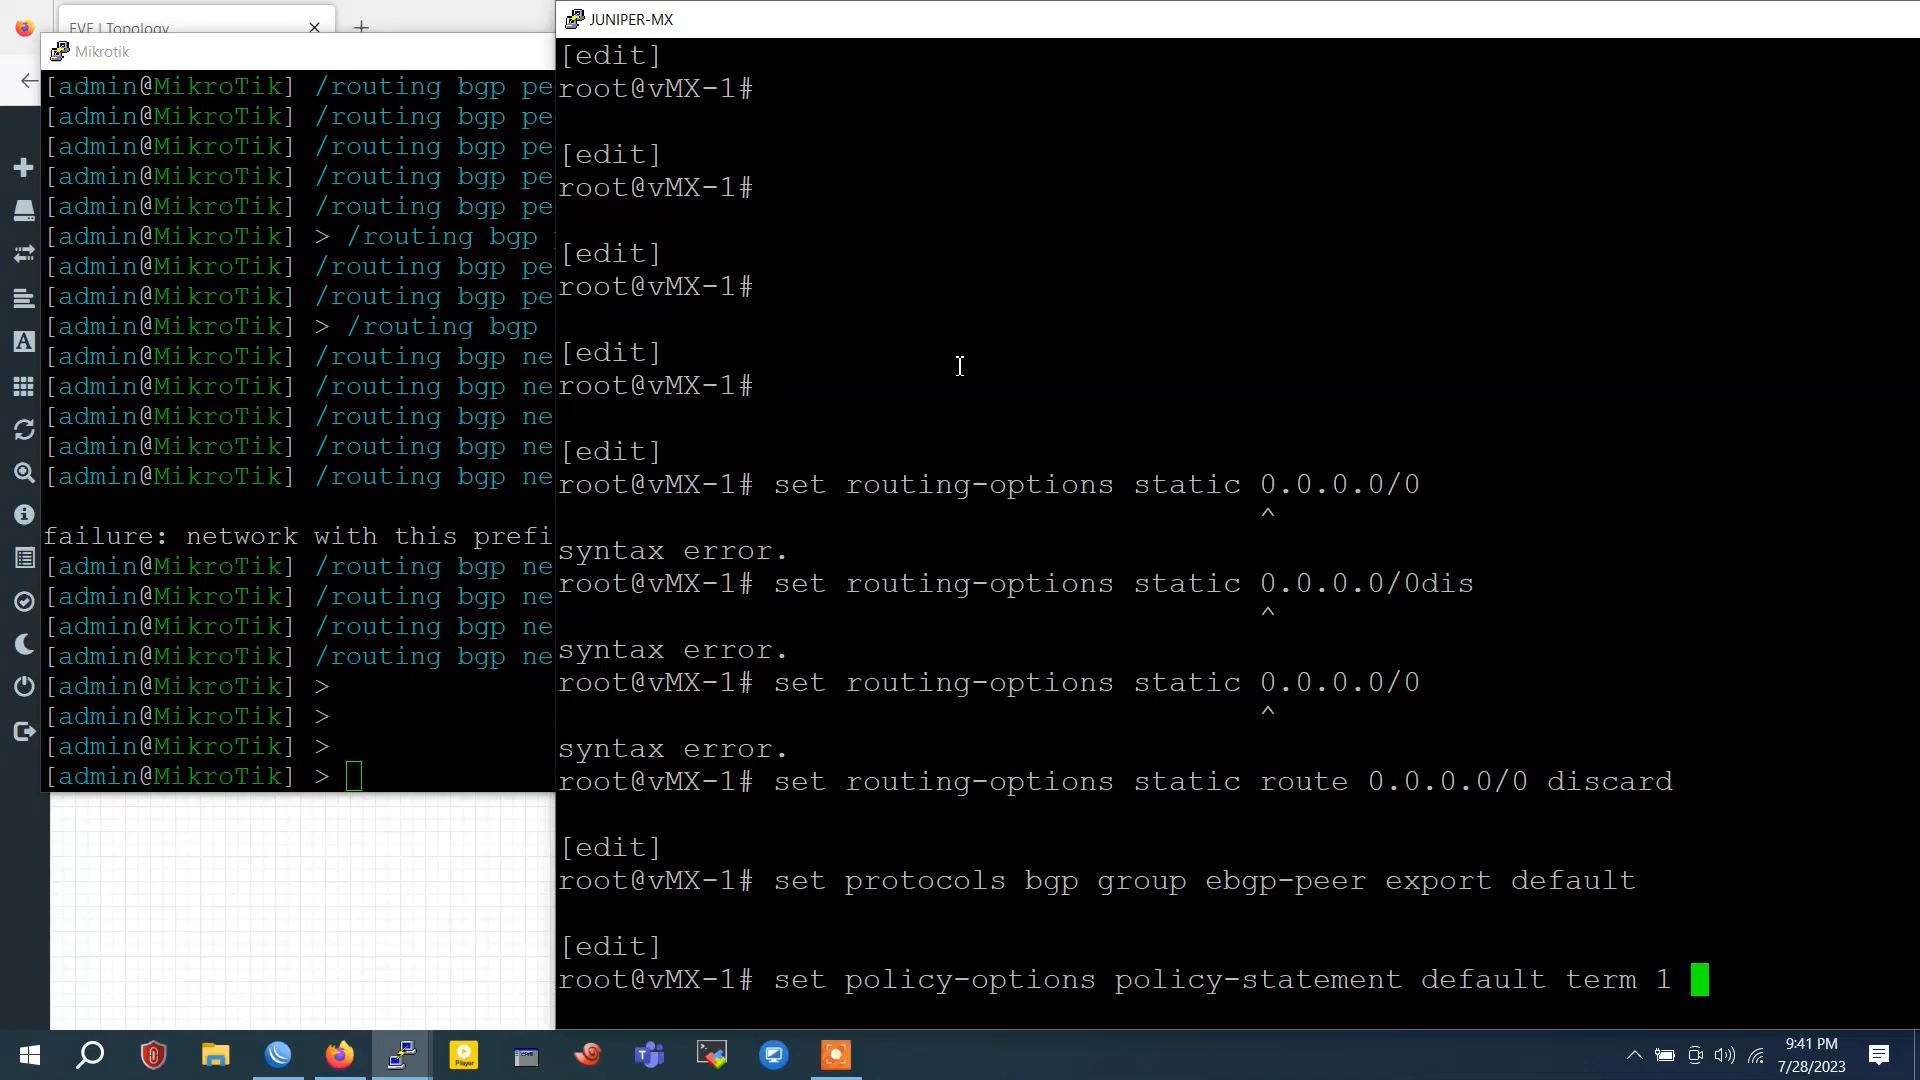 EVE | Topology
Mikrotik
[admin@MikroTik] /routing bgp pe
[admin@MikroTik] /routing bgp pe
[admin@MikroTik] /routing bgp pe
[admin@MikroTik] /routing bgp pe
[admin@MikroTik] /routing bgp pe
[admin@MikroTik] > /routing bgp
[admin@MikroTik] /routing bgp pe
[admin@MikroTik] /routing bgp pe
[admin@MikroTik] > /routing bgp
[admin@MikroTik] /routing bgp ne
[admin@MikroTik] /routing bgp ne
[admin@MikroTik] /routing bgp ne
[admin@MikroTik] /routing bgp ne
[admin@MikroTik] /routing bgp ne
failure: network with this prefi
[admin@MikroTik] /routing bgp ne
[admin@MikroTik] /routing bgp ne
[admin@MikroTik] /routing bgp ne
[admin@MikroTik] /routing bgp ne
[admin@MikroTik] >
[admin@MikroTik] >
[admin@MikroTik] >
[admin@MikroTik] >
JUNIPER-MX
[edit]
root@vMX-1#
[edit]
root@vMX-1#
[edit]
root@vMX-1#
[edit]
root@vMX-1#
[edit]
root@vMX-1# set routing-options static 0.0.0.0/0
^
syntax error.
root@vMX-1# set routing-options static 0.0.0.0/0dis
^
syntax error.
root@vMX-1# set routing-options static 0.0.0.0/0
^
syntax error.
root@vMX-1# set routing-options static route 0.0.0.0/0 discard
[edit]
root@vMX-1# set protocols bgp group ebgp-peer export default
[edit]
root@vMX-1# set policy-options policy-statement default term 1
Player
9:41 PM
7/28/2023